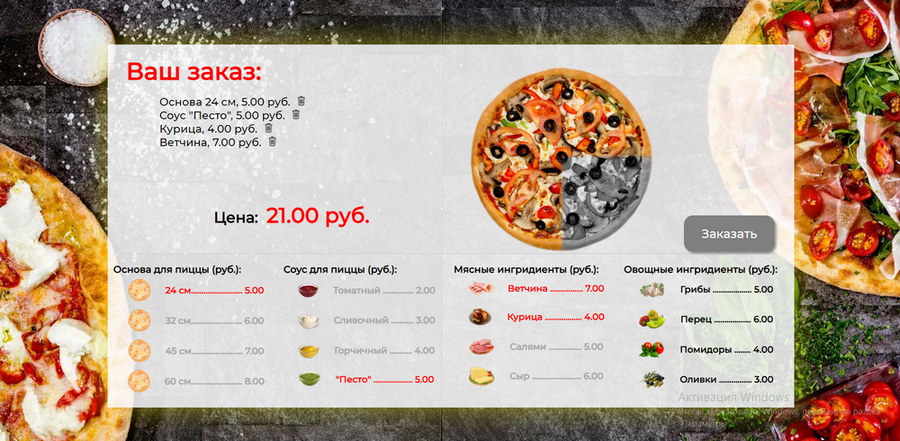 Ваш заказ:
Основа 24 см, 5.00 руб.
Соус "Песто", 5.00 руб.
Курица, 4.00 руб.
Ветчина, 7.00 руб.
Цена: 21.00 руб.
Заказать
Основа для пиццы (руб.):
24 см.................... 5.00
32 см.................... 6.00
45 см.................... 7.00
60 см.................... 8.00
Соус для пиццы (руб.):
Томатный ............ 2.00
Сливочный ......... 3.00
Горчичный ......... 4.00
"Песто" ................ 5.00
Мясные ингридиенты (руб.):
Ветчина .............. 7.00
Курица ............... 4.00
Салями ............... 5.00
Сыр ..................... 6.00
Овощные ингридиенты (руб.):
Грибы ................ 5.00
Перец ................ 6.00
Помидоры ........ 4.00
Оливки .............. 3.00
Активация Windows